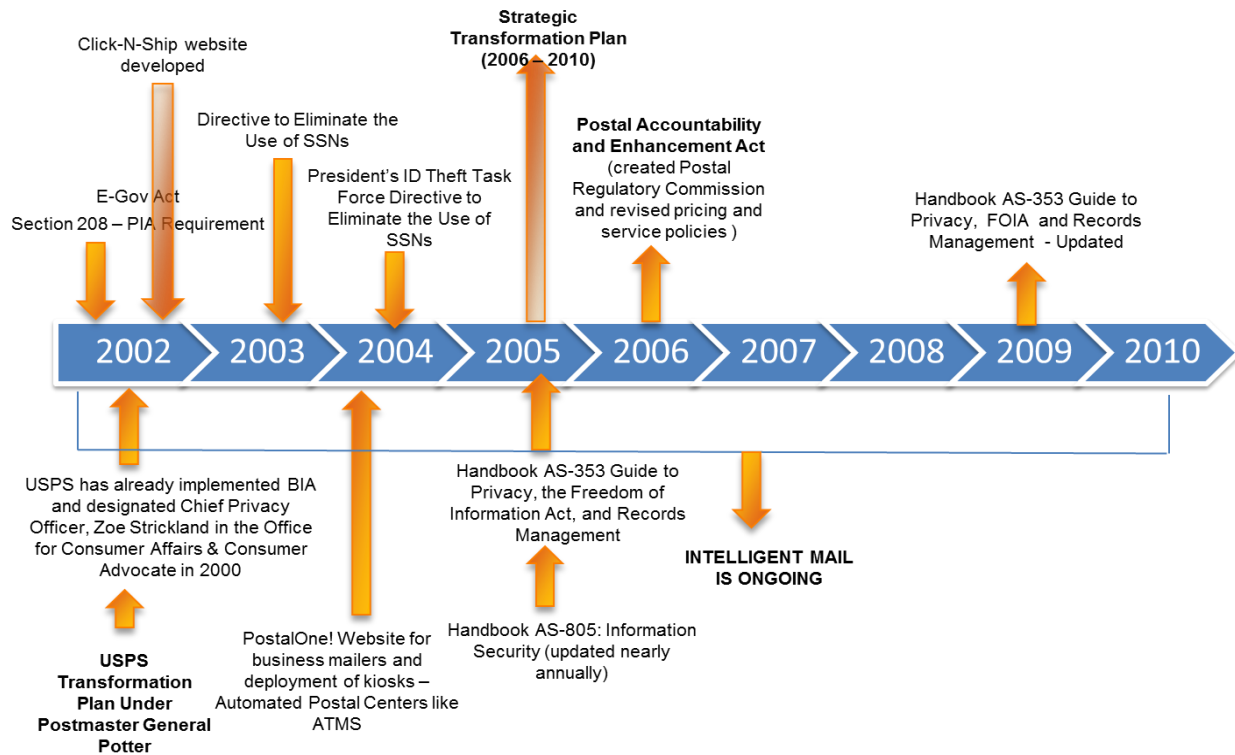 Click-N-Ship website
developed
Strategic
Transformation Plan
(2006 – 2010)
Directive to Eliminate the
Use of SSNs
Postal Accountability
and Enhancement Act
(created Postal
Regulatory Commission
and revised pricing and
service policies )
President's ID Theft Task
Force Directive to
Eliminate the Use of
SSNs
E-Gov Act
Section 208 – PIA Requirement
Handbook AS-353 Guide to
Privacy, FOIA and Records
Management - Updated
2002 2003 2004 2005 2006 2007 2008 2009 2010
USPS has already implemented BIA
and designated Chief Privacy
Officer, Zoe Strickland in the Office
for Consumer Affairs & Consumer
Advocate in 2000
Handbook AS-353 Guide to
Privacy, the Freedom of
Information Act, and Records
Management
INTELLIGENT MAIL
IS ONGOING
USPS
Transformation
Plan Under
Postmaster General
Potter
PostalOne! Website for
business mailers and
deployment of kiosks –
Automated Postal Centers like
ATMS
Handbook AS-805: Information
Security (updated nearly
annually)